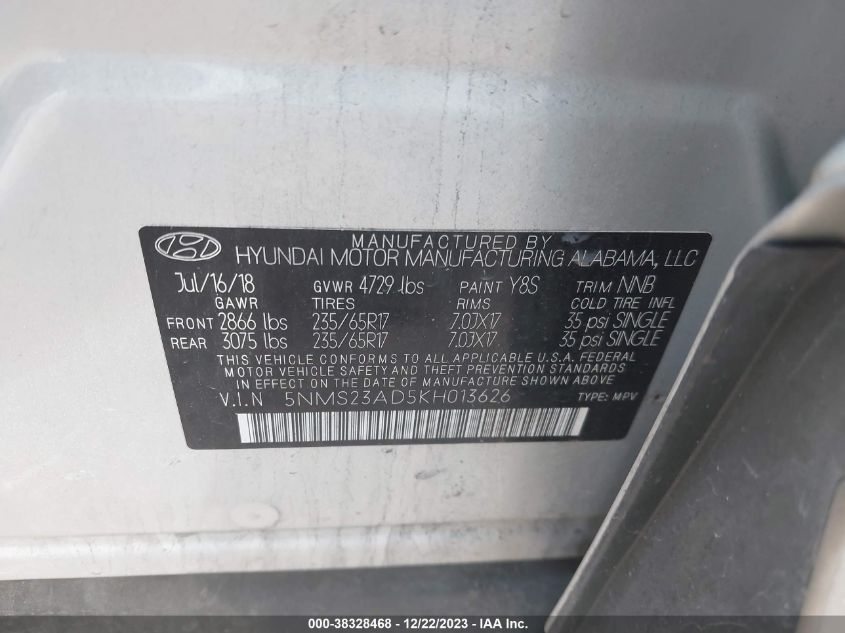 MANUFACTURED BY
HYUNDAI MOTOR MANUFACTURING ALABAMA, LLC
Jul/16/18 GVWR 4729 lbs PAINT Y8S TRIM NNB
GAWR TIRES RIMS COLD TIRE INFL
FRONT 2866 lbs 235/65R17 7.0JX17 35 psi SINGLE
REAR 3075 lbs 235/65R17 7.0JX17 35 psi SINGLE
THIS VEHICLE CONFORMS TO ALL APPLICABLE U.S.A. FEDERAL
MOTOR VEHICLE SAFETY AND THEFT PREVENTION STANDARDS
IN EFFECT ON THE DATE OF MANUFACTURE SHOWN ABOVE
V.I.N 5NMS23AD5KH013626 TYPE: MPV
000-38328468 - 12/22/2023 - © IAA Inc.